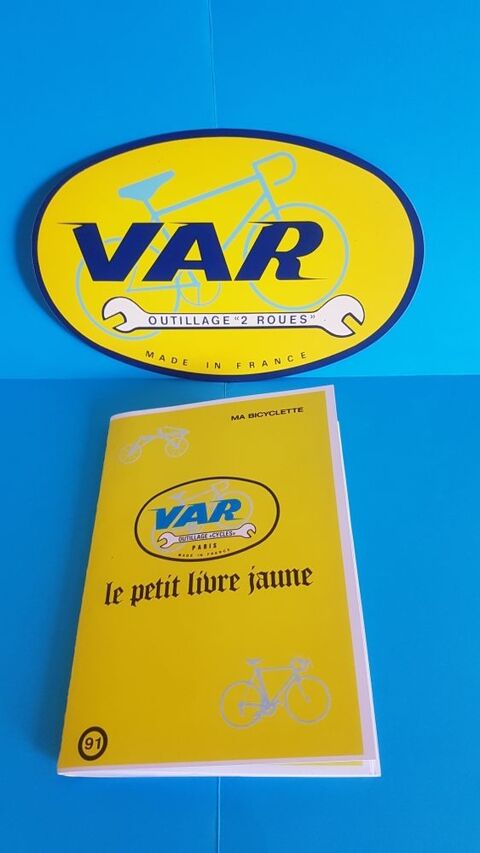 VAR
OUTILLAGE "2 ROUES"
MADE IN FRANCE
MA BICYCLETTE
VAR
OUTILLAGE «CYCLES»
PARIS
MADE IN FRANCE
le petit livre jaune
91